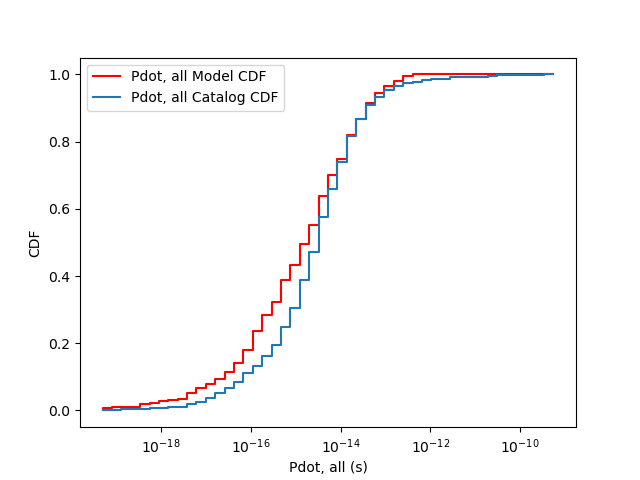 Pdot, all Model CDF
Pdot, all Catalog CDF
1.0
0.8
0.6
0.4
0.2
0.0
CDF
10⁻¹⁸ 10⁻¹⁶ 10⁻¹⁴ 10⁻¹² 10⁻¹⁰
Pdot, all (s)